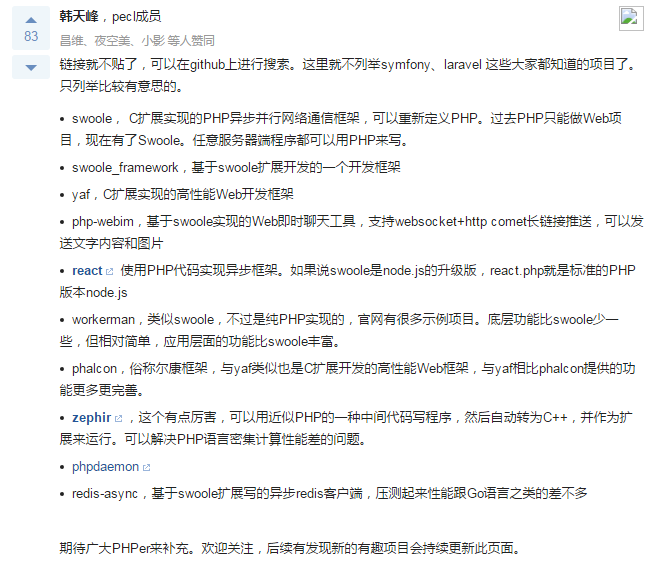 韩天峰，pecl成员
83
昌维、夜空美、小影 等人赞同
链接就不贴了，可以在github上进行搜索。这里就不列举symfony、laravel 这些大家都知道的项目了。
只列举比较有意思的。
• swoole， C扩展实现的PHP异步并行网络通信框架，可以重新定义PHP。过去PHP只能做Web项
目，现在有了Swoole。任意服务器端程序都可以用PHP来写。
• swoole_framework，基于swoole扩展开发的一个开发框架
• yaf，C扩展实现的高性能Web开发框架
• php-webim，基于swoole实现的Web即时聊天工具，支持websocket+http comet长链接推送，可以发
送文字内容和图片
• react 使用PHP代码实现异步框架。如果说swoole是node.js的升级版，react.php就是标准的PHP
版本node.js
• workerman，类似swoole，不过是纯PHP实现的，官网有很多示例项目。底层功能比swoole少一
些，但相对简单，应用层面的功能比swoole丰富。
• phalcon，俗称尔康框架，与yaf类似也是C扩展开发的高性能Web框架，与yaf相比phalcon提供的功
能更多更完善。
• zephir ，这个有点厉害，可以用近似PHP的一种中间代码写程序，然后自动转为C++，并作为扩
展来运行。可以解决PHP语言密集计算性能差的问题。
• phpdaemon
• redis-async，基于swoole扩展写的异步redis客户端，压测起来性能跟Go语言之类的差不多
期待广大PHPer来补充。欢迎关注，后续有发现新的有趣项目会持续更新此页面。